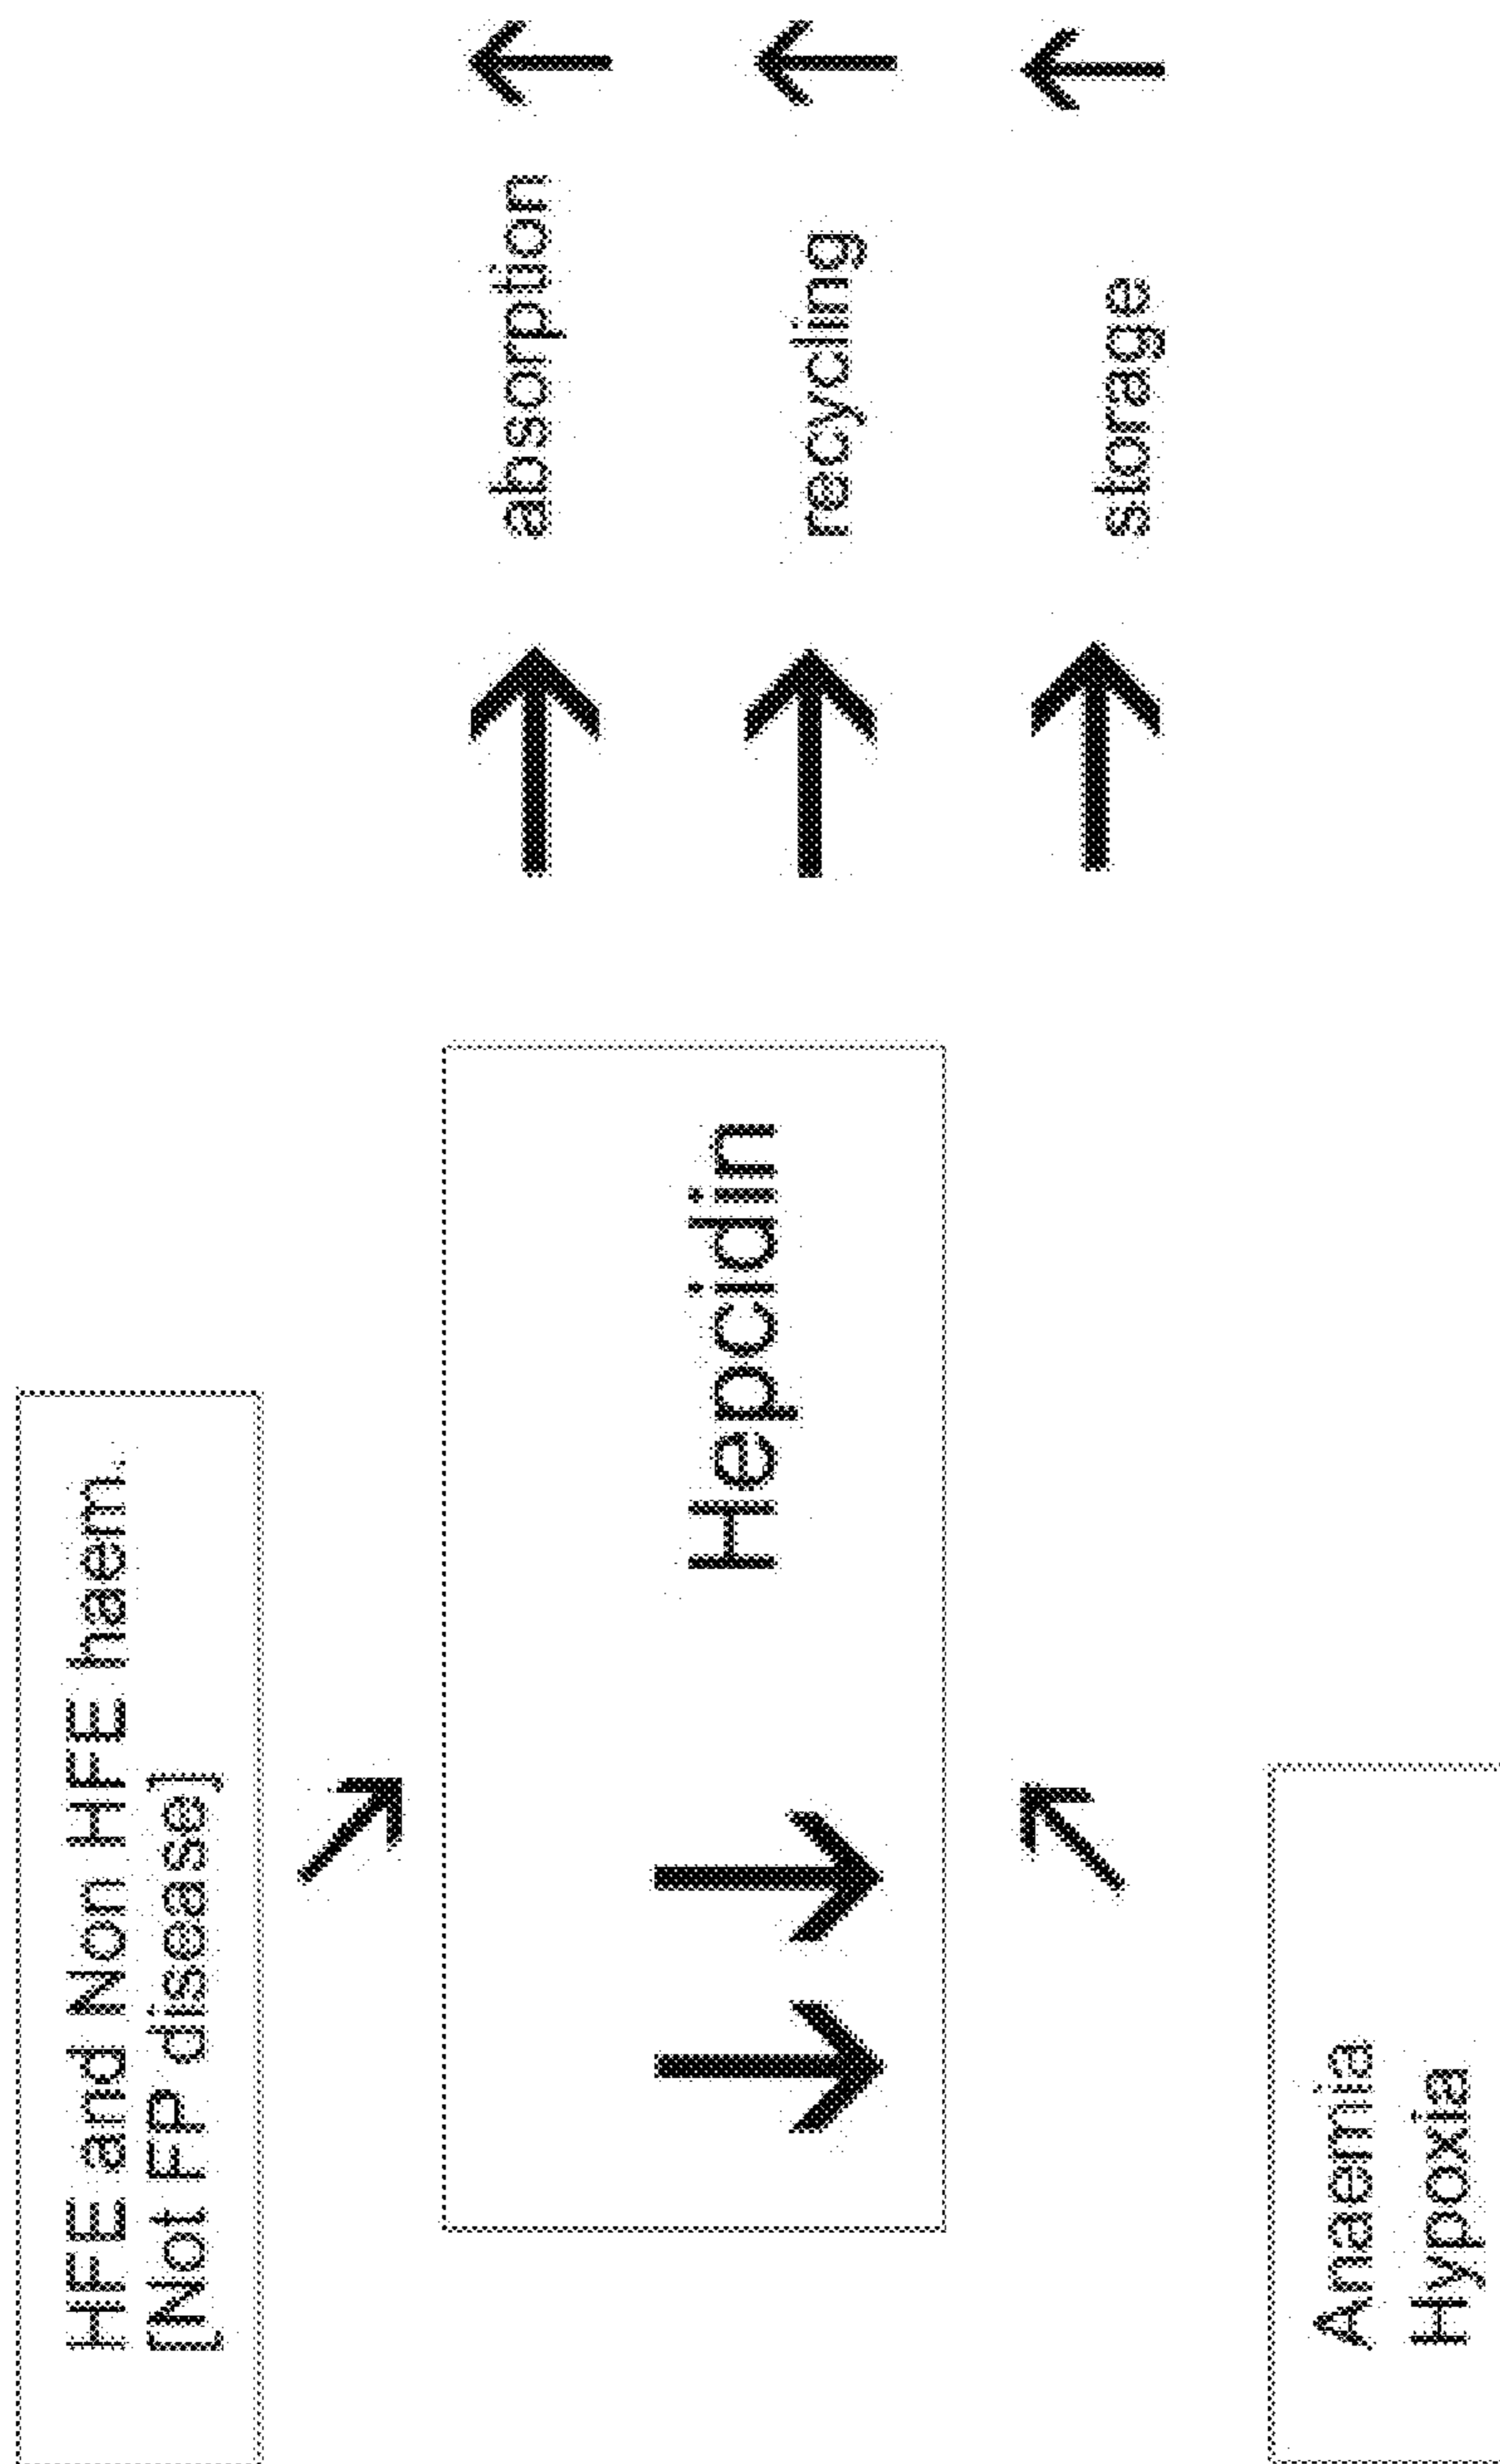 HFE and Non HFE haem.
[Not FP disease]
Hepcidin
absorption
recycling
storage
Anaemia
Hypoxia